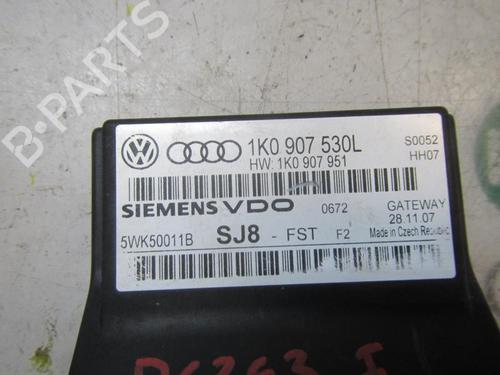 1K0 907 530L S0052
HW: 1K0 907 951 HH07
SIEMENS VDO 0672 GATEWAY
28.11.07
5WK50011B SJ8 - FST F2 Made in Czech Republic
B-PARTS